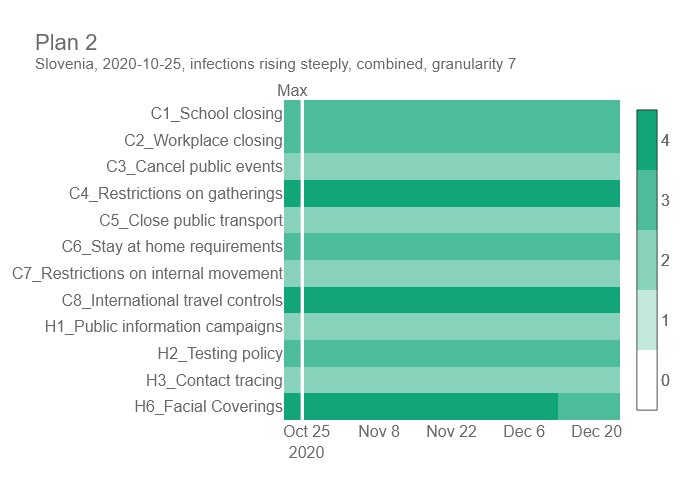 Plan 2
Slovenia, 2020-10-25, infections rising steeply, combined, granularity 7
Max
C1_School closing
C2_Workplace closing
C3_Cancel public events
C4_Restrictions on gatherings
C5_Close public transport
C6_Stay at home requirements
C7_Restrictions on internal movement
C8_International travel controls
H1_Public information campaigns
H2_Testing policy
H3_Contact tracing
H6_Facial Coverings
Oct 25 Nov 8 Nov 22 Dec 6 Dec 20
2020
4
3
2
1
0